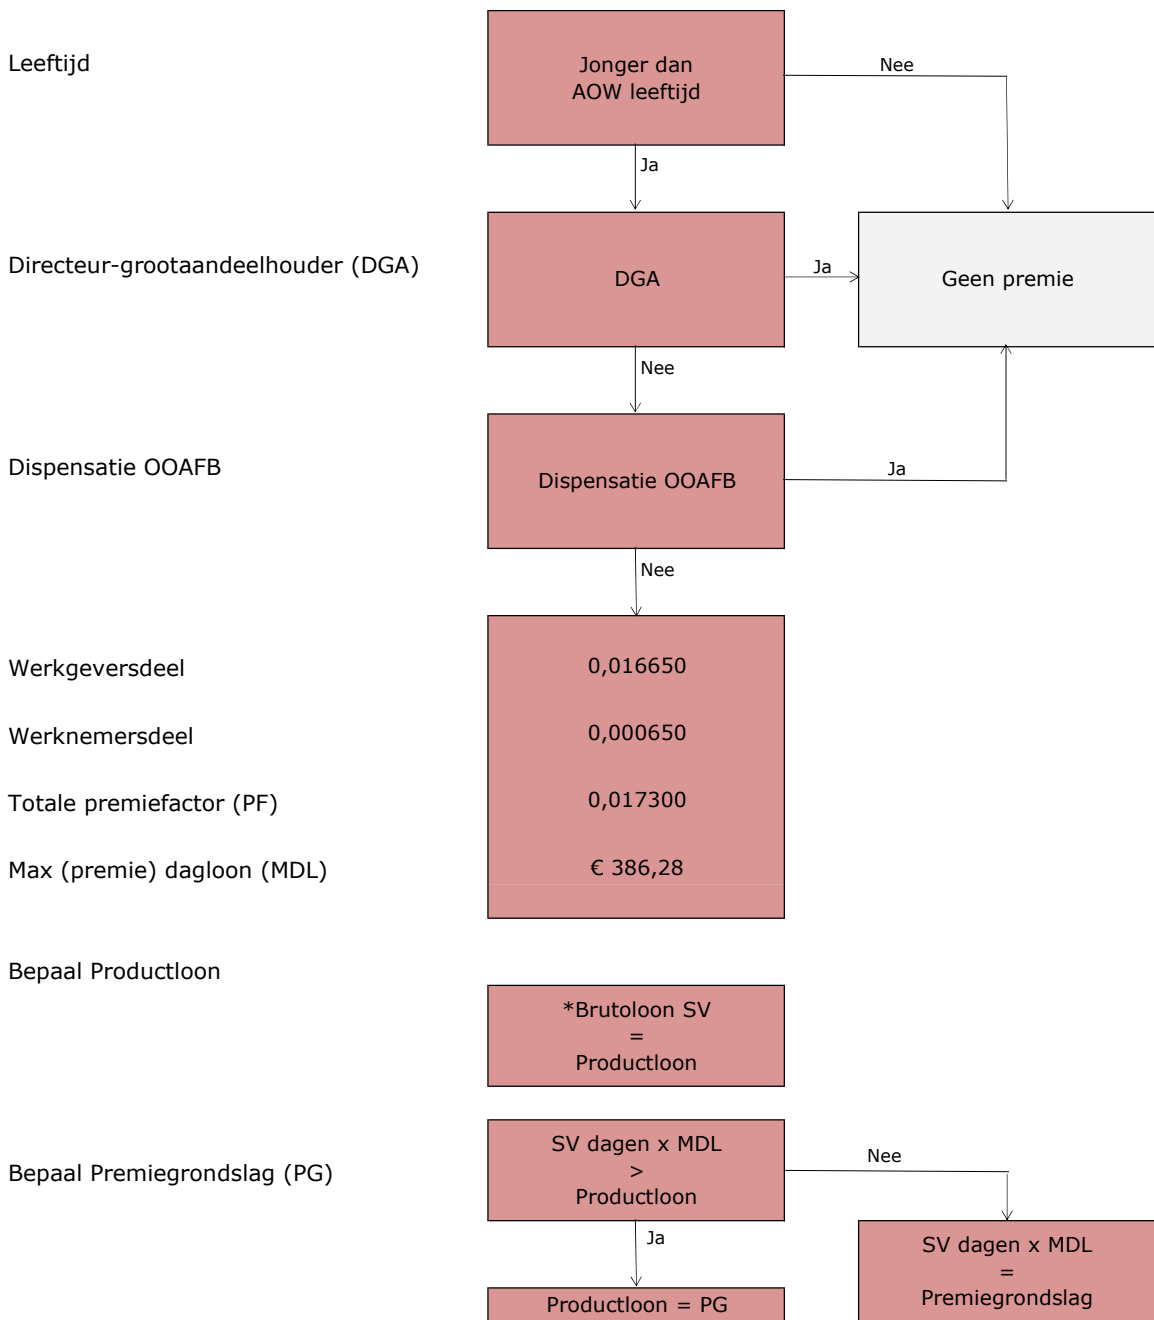 Leeftijd
Jonger dan
AOW leeftijd
Nee
Ja
Directeur-grootaandeelhouder (DGA)
DGA
Ja
Geen premie
Nee
Dispensatie OOAFB
Dispensatie OOAFB
Ja
Nee
Werkgeversdeel
0,016650
Werknemersdeel
0,000650
Totale premiefactor (PF)
0,017300
Max (premie) dagloon (MDL)
€ 386,28
Bepaal Productloon
*Brutoloon SV
=
Productloon
Bepaal Premiegrondslag (PG)
SV dagen x MDL
>
Productloon
Nee
Ja
SV dagen x MDL
=
Premiegrondslag
Productloon = PG